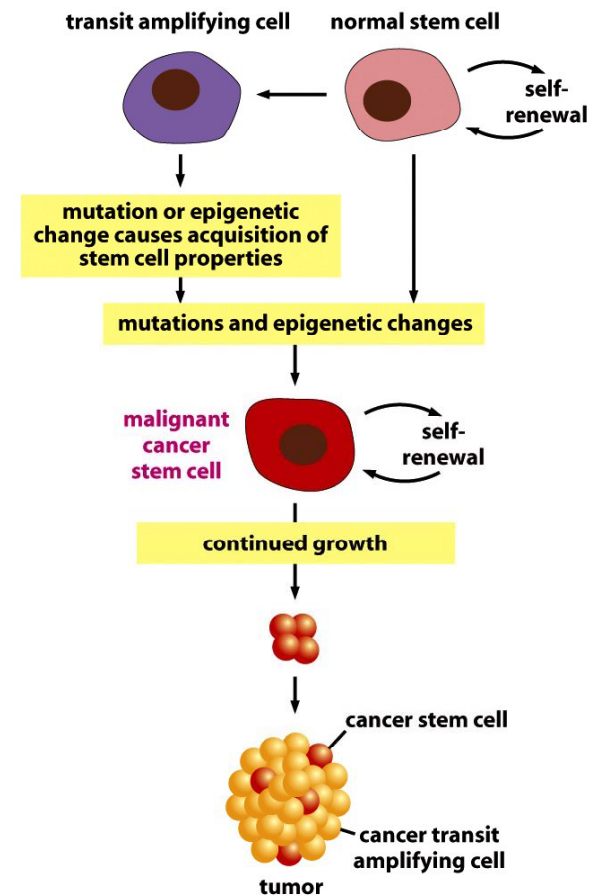 transit amplifying cell
normal stem cell
self-
renewal
mutation or epigenetic
change causes acquisition of
stem cell properties
mutations and epigenetic changes
malignant
cancer
stem cell
self-
renewal
continued growth
cancer stem cell
cancer transit
amplifying cell
tumor